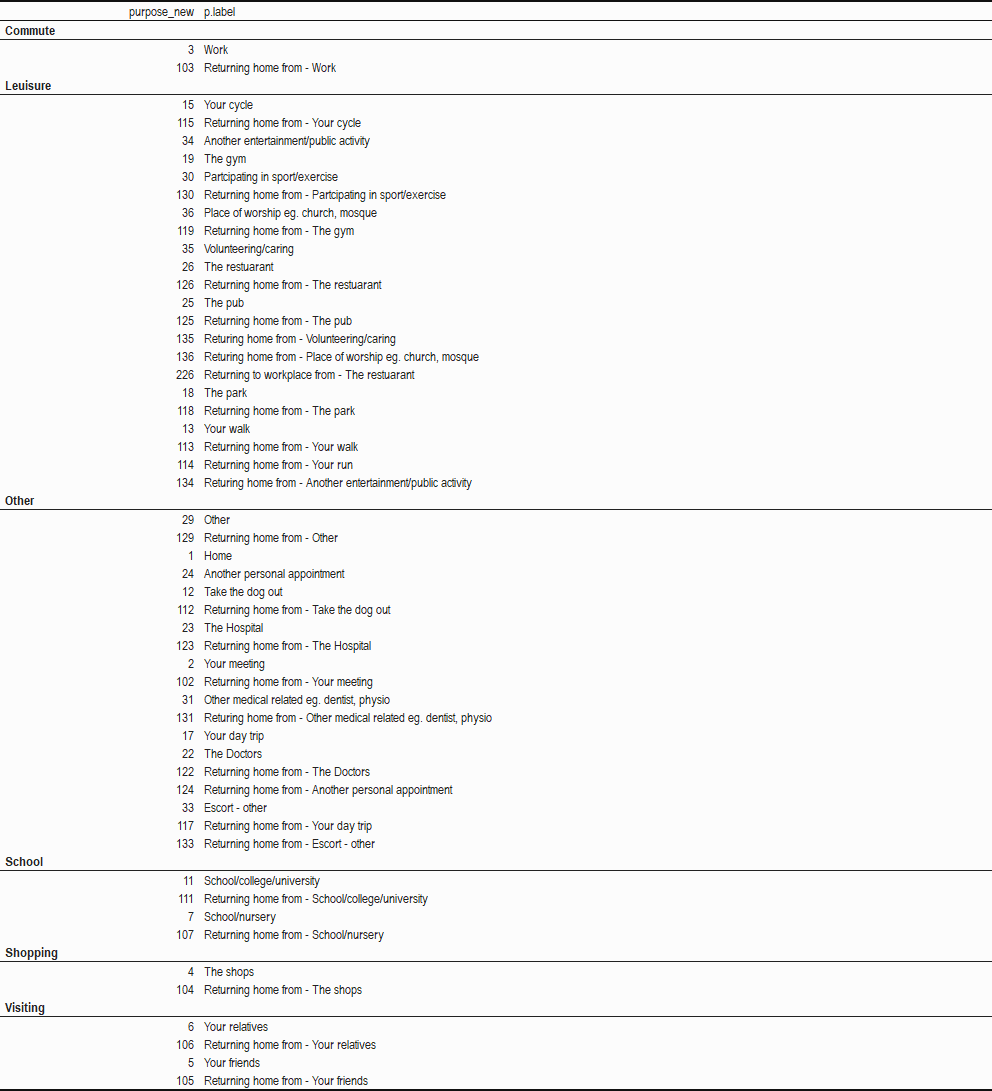 purpose_new p.label
Commute
3 Work
103 Returning home from - Work
Leuisure
15 Your cycle
115 Returning home from - Your cycle
34 Another entertainment/public activity
19 The gym
30 Partcipating in sport/exercise
130 Returning home from - Partcipating in sport/exercise
36 Place of worship eg. church, mosque
119 Returning home from - The gym
35 Volunteering/caring
26 The restuarant
126 Returning home from - The restuarant
25 The pub
125 Returning home from - The pub
135 Returing home from - Volunteering/caring
136 Returing home from - Place of worship eg. church, mosque
226 Returning to workplace from - The restuarant
18 The park
118 Returning home from - The park
13 Your walk
113 Returning home from - Your walk
114 Returning home from - Your run
134 Returing home from - Another entertainment/public activity
Other
29 Other
129 Returning home from - Other
1 Home
24 Another personal appointment
12 Take the dog out
112 Returning home from - Take the dog out
23 The Hospital
123 Returning home from - The Hospital
2 Your meeting
102 Returning home from - Your meeting
31 Other medical related eg. dentist, physio
131 Returing home from - Other medical related eg. dentist, physio
17 Your day trip
22 The Doctors
122 Returning home from - The Doctors
124 Returning home from - Another personal appointment
33 Escort - other
117 Returning home from - Your day trip
133 Returning home from - Escort - other
School
11 School/college/university
111 Returning home from - School/college/university
7 School/nursery
107 Returning home from - School/nursery
Shopping
4 The shops
104 Returning home from - The shops
Visiting
6 Your relatives
106 Returning home from - Your relatives
5 Your friends
105 Returning home from - Your friends